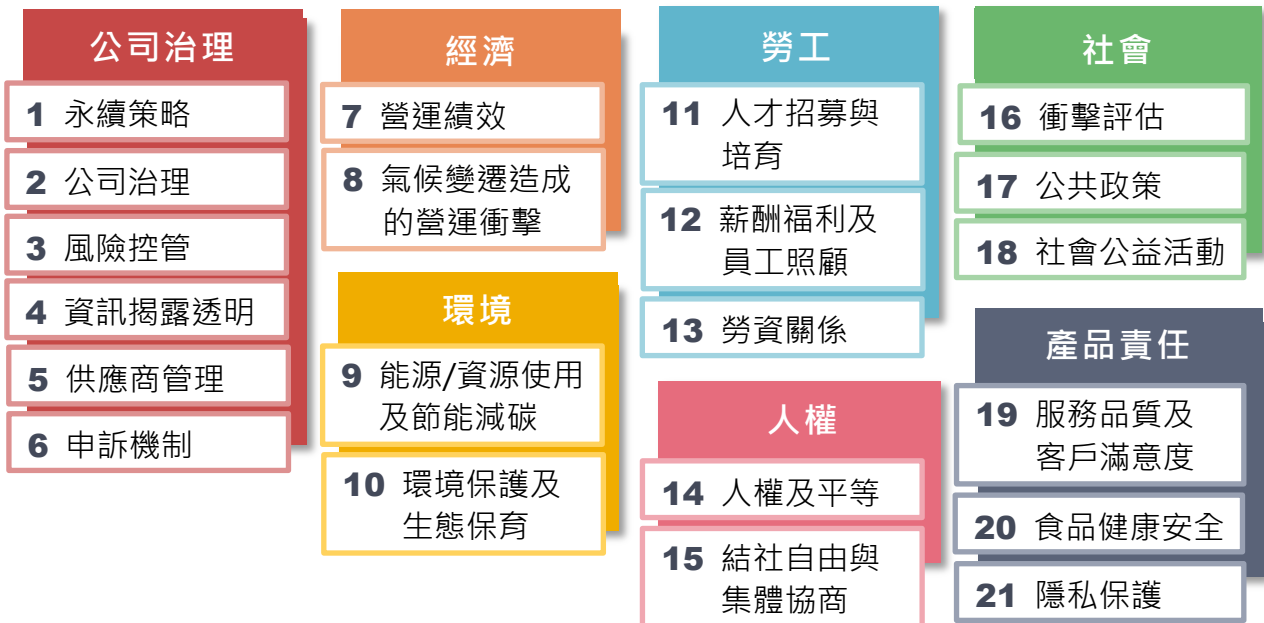 公司治理
1 永續策略
2 公司治理
3 風險控管
4 資訊揭露透明
5 供應商管理
6 申訴機制
經濟
7 營運績效
8 氣候變遷造成
的營運衝擊
環境
9 能源/資源使用
及節能減碳
10 環境保護及
生態保育
勞工
11 人才招募與
培育
12 薪酬福利及
員工照顧
13 勞資關係
人權
14 人權及平等
15 結社自由與
集體協商
社會
16 衝擊評估
17 公共政策
18 社會公益活動
產品責任
19 服務品質及
客戶滿意度
20 食品健康安全
21 隱私保護